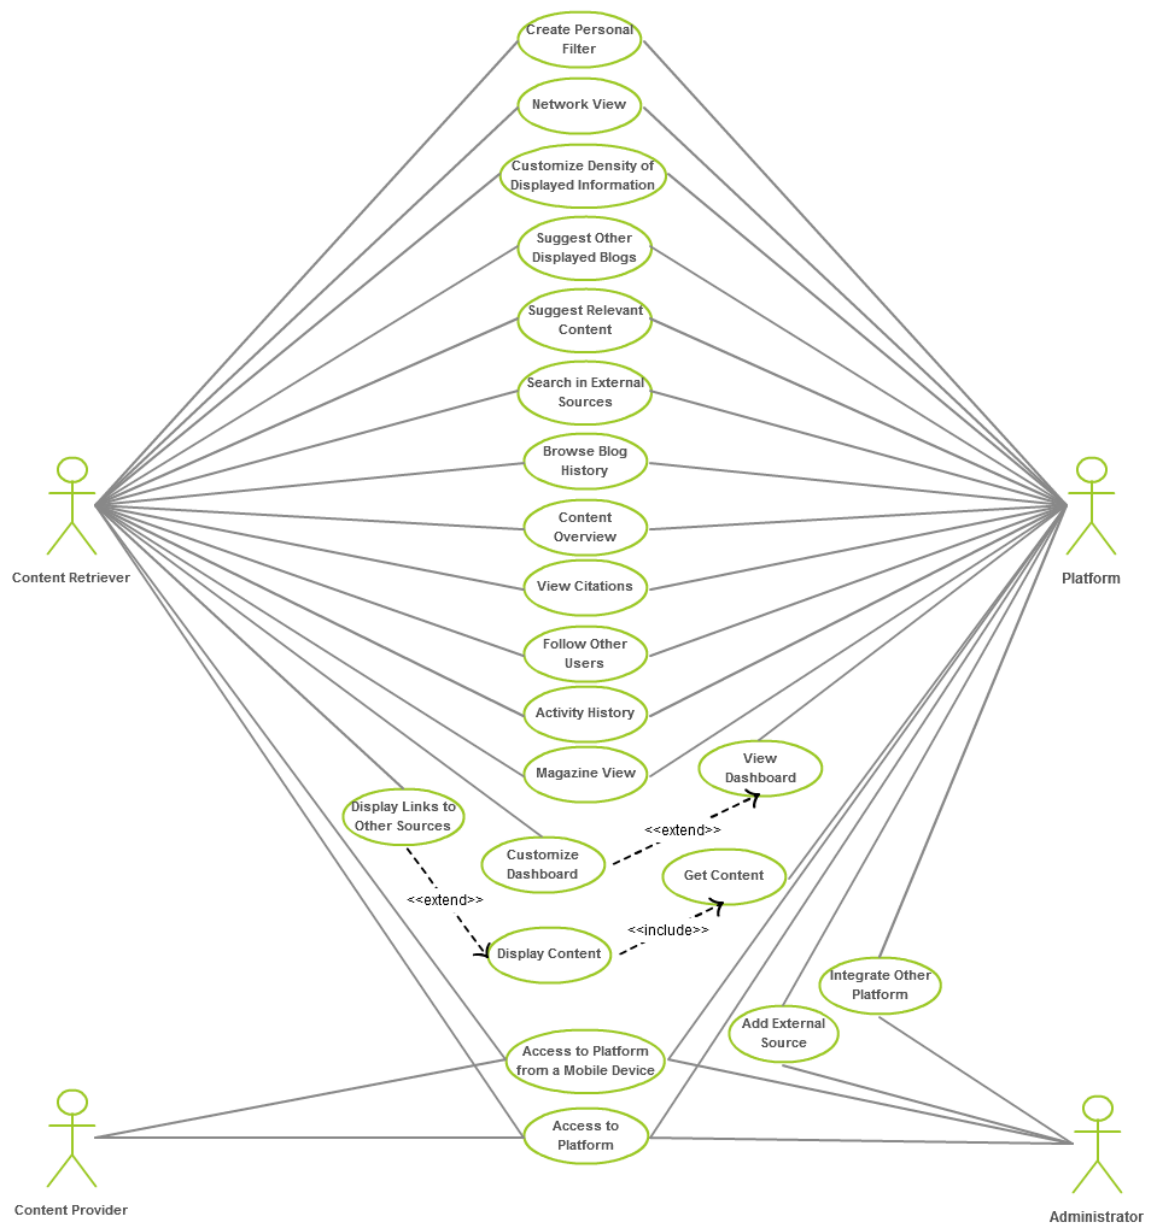 Create Personal
Filter
Network View
Customize Density of
Displayed Information
Suggest Other
Displayed Blogs
Suggest Relevant
Content
Search in External
Sources
Browse Blog
History
Content
Overview
Content Retriever
Platform
View Citations
Follow Other
Users
Activity History
Magazine View
View
Dashboard
Display Links to
Other Sources
<<extend>>
Customize
Dashboard
Get Content
<<extend>>
<<include>>
Display Content
Integrate Other
Platform
Add External
Source
Access to Platform
from a Mobile Device
Access to
Platform
Content Provider
Administrator